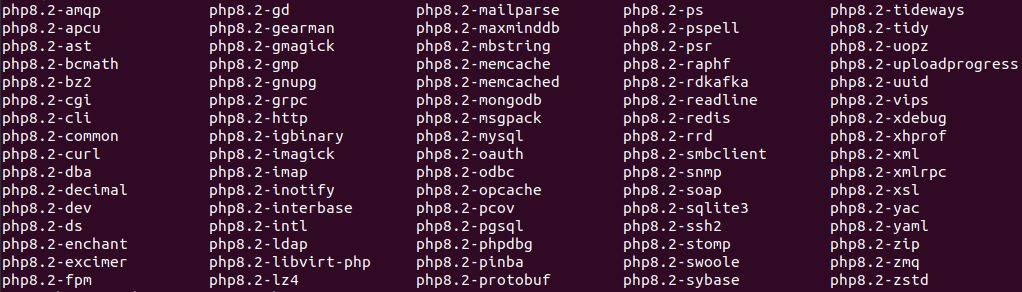 php8.2-amqp php8.2-gd php8.2-mailparse php8.2-ps php8.2-tideways
php8.2-apcu php8.2-gearman php8.2-maxminddb php8.2-pspell php8.2-tidy
php8.2-ast php8.2-gmagick php8.2-mbstring php8.2-psr php8.2-uopz
php8.2-bcmath php8.2-gmp php8.2-memcache php8.2-raphf php8.2-uploadprogress
php8.2-bz2 php8.2-gnupg php8.2-memcached php8.2-rdkafka php8.2-uuid
php8.2-cgi php8.2-grpc php8.2-mongodb php8.2-readline php8.2-vips
php8.2-cli php8.2-http php8.2-msgpack php8.2-redis php8.2-xdebug
php8.2-common php8.2-igbinary php8.2-mysql php8.2-rrd php8.2-xhprof
php8.2-curl php8.2-imagick php8.2-oauth php8.2-smbclient php8.2-xml
php8.2-dba php8.2-imap php8.2-odbc php8.2-snmp php8.2-xmlrpc
php8.2-decimal php8.2-inotify php8.2-opcache php8.2-soap php8.2-xsl
php8.2-dev php8.2-interbase php8.2-pcov php8.2-sqlite3 php8.2-yac
php8.2-ds php8.2-intl php8.2-pgsql php8.2-ssh2 php8.2-yaml
php8.2-enchant php8.2-ldap php8.2-phpdbg php8.2-stomp php8.2-zip
php8.2-excimer php8.2-libvirt-php php8.2-pinba php8.2-swoole php8.2-zmq
php8.2-fpm php8.2-lz4 php8.2-protobuf php8.2-sybase php8.2-zstd